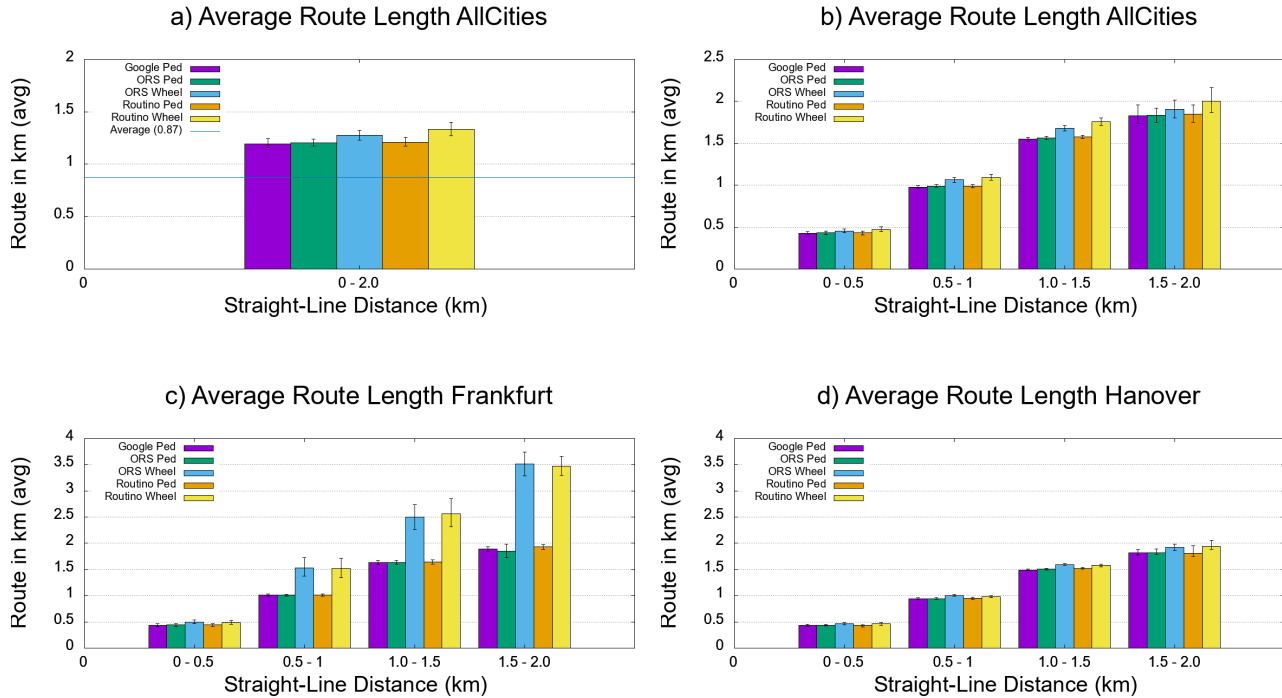 a) Average Route Length AllCities
2
1.5
1
0.5
0
Route in km (avg)
Google Ped
ORS Ped
ORS Wheel
Routino Ped
Routino Wheel
Average (0.87)
0
0 - 2.0
Straight-Line Distance (km)
b) Average Route Length AllCities
2.5
2
1.5
1
0.5
0
Route in km (avg)
Google Ped
ORS Ped
ORS Wheel
Routino Ped
Routino Wheel
0
0 - 0.5
0.5 - 1
1.0 - 1.5
1.5 - 2.0
Straight-Line Distance (km)
c) Average Route Length Frankfurt
4
3.5
3
2.5
2
1.5
1
0.5
0
Route in km (avg)
Google Ped
ORS Ped
ORS Wheel
Routino Ped
Routino Wheel
0
0 - 0.5
0.5 - 1
1.0 - 1.5
1.5 - 2.0
Straight-Line Distance (km)
d) Average Route Length Hanover
4
3.5
3
2.5
2
1.5
1
0.5
0
Route in km (avg)
Google Ped
ORS Ped
ORS Wheel
Routino Ped
Routino Wheel
0
0 - 0.5
0.5 - 1
1.0 - 1.5
1.5 - 2.0
Straight-Line Distance (km)